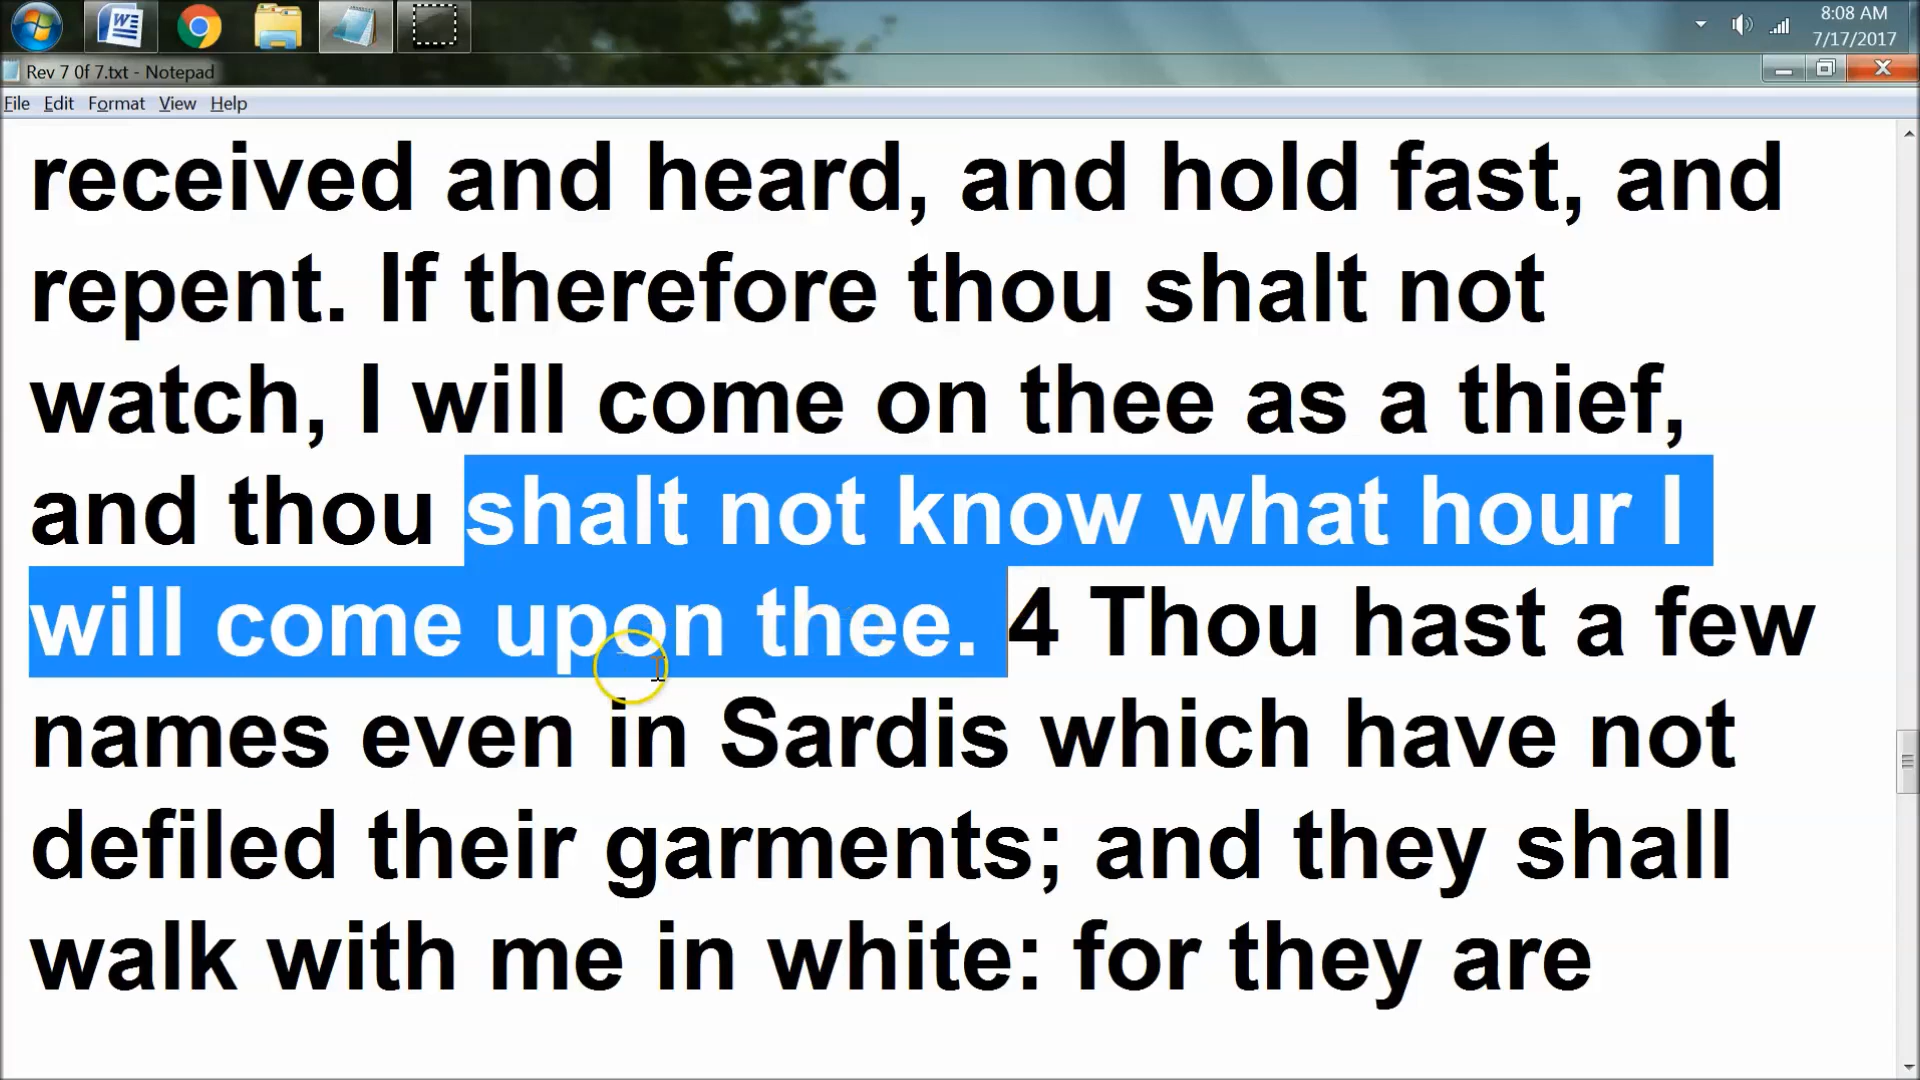 8:08 AM
7/17/2017
Rev 7 0f 7.txt - Notepad
File Edit Format View Help
received and heard, and hold fast, and
repent. If therefore thou shalt not
watch, I will come on thee as a thief,
and thou shalt not know what hour I
will come upon thee. 4 Thou hast a few
names even in Sardis which have not
defiled their garments; and they shall
walk with me in white: for they are